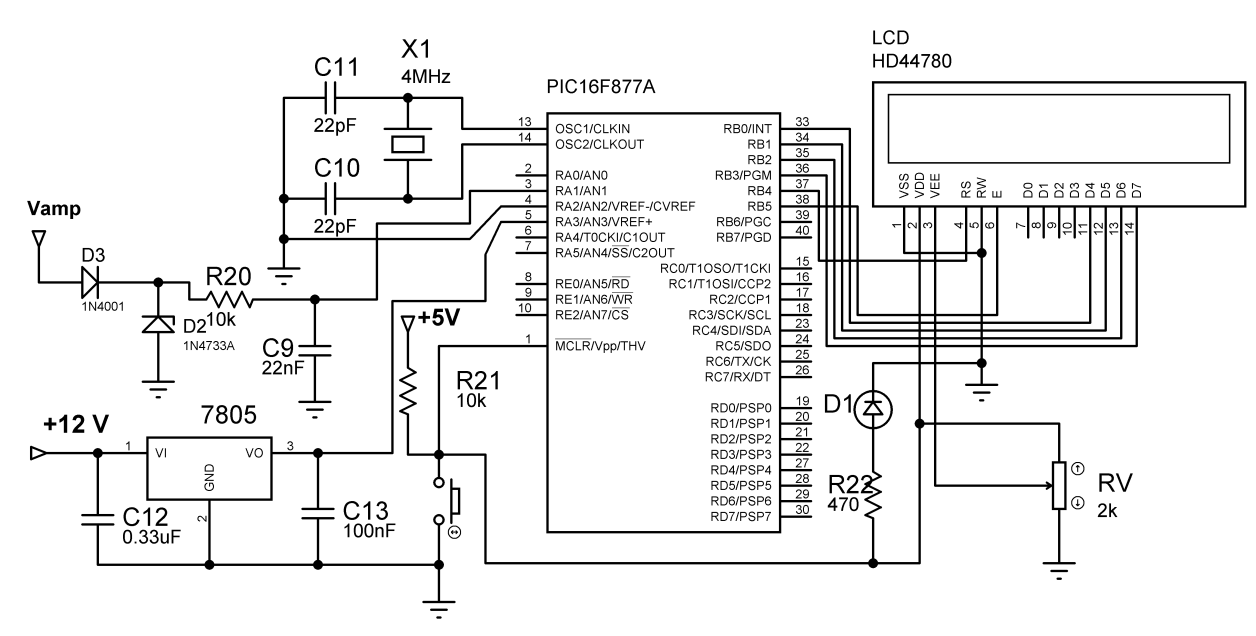 LCD
HD44780
X1
4MHz
C11
22pF
C10
22pF
PIC16F877A
13 OSC1/CLKIN
14 OSC2/CLKOUT
2 RA0/AN0
3 RA1/AN1
4 RA2/AN2/VREF-/CVREF
5 RA3/AN3/VREF+
6 RA4/T0CKI/C1OUT
7 RA5/AN4/SS/C2OUT
8 RE0/AN5/RD
9 RE1/AN6/WR
10 RE2/AN7/CS
1 MCLR/Vpp/THV
RB0/INT 33
RB1 34
RB2 35
RB3/PGM 36
RB4 37
RB5 38
RB6/PGC 39
RB7/PGD 40
RC0/T1OSO/T1CKI 15
RC1/T1OSI/CCP2 16
RC2/CCP1 17
RC3/SCK/SCL 18
RC4/SDI/SDA 23
RC5/SDO 24
RC6/TX/CK 25
RC7/RX/DT 26
RD0/PSP0 19
RD1/PSP1 20
RD2/PSP2 21
RD3/PSP3 22
RD4/PSP4 27
RD5/PSP5 28
RD6/PSP6 29
RD7/PSP7 30
VSS VDD VEE RS RW E D0 D1 D2 D3 D4 D5 D6 D7
1 2 3 4 5 6 7 8 9 10 11 12 13 14
Vamp
D3
1N4001
D2
1N4733A
R20
10k
C9
22nF
+5V
R21
10k
+12 V
7805
1 VI VO 3
GND
2
C12
0.33uF
C13
100nF
D1
R22
470
RV
2k